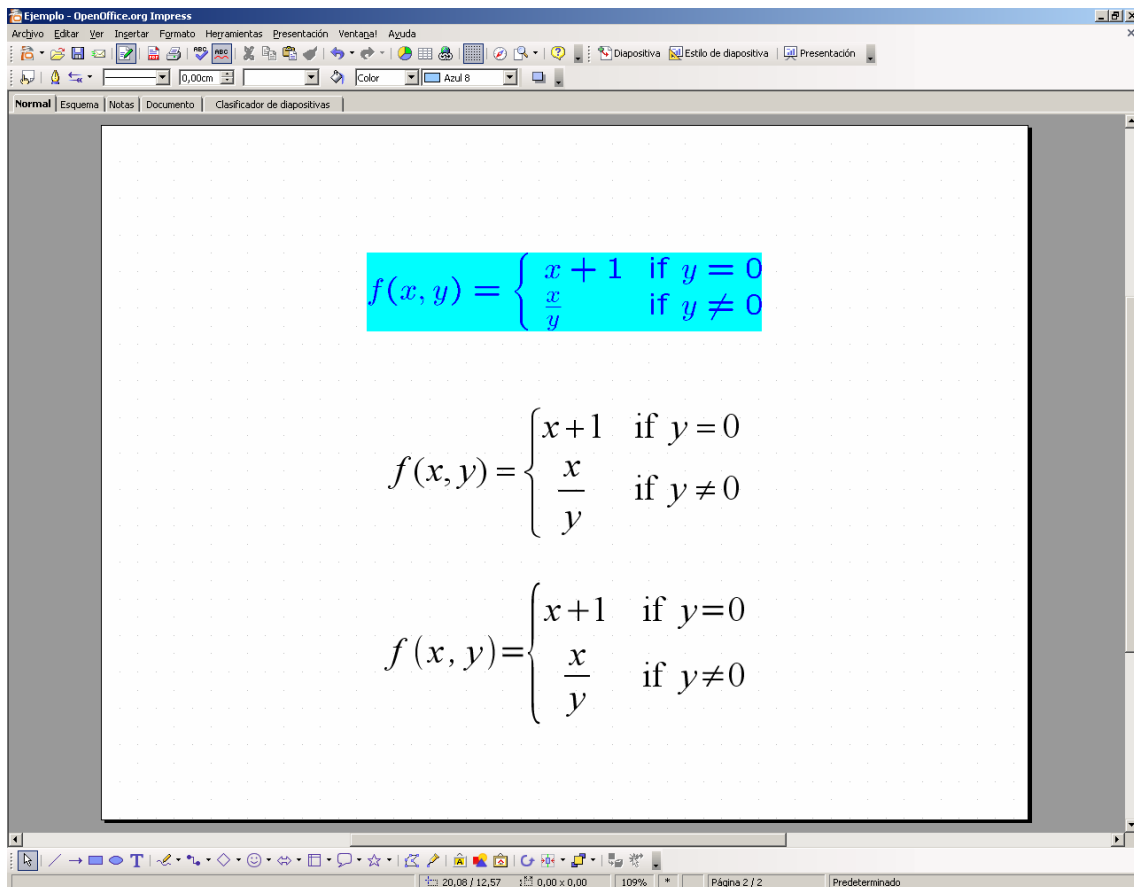 Ejemplo - OpenOffice.org Impress
Archivo Editar Ver Insertar Formato Herramientas Presentación Ventana! Ayuda
ABC ABC Diapositiva Estilo de diapositiva Presentación
0,00cm Color Azul 8
Normal Esquema Notas Documento Clasificador de diapositivas
f(x, y) = { x + 1 if y = 0
x/y if y ≠ 0
f(x, y) = { x+1 if y = 0
x/y if y ≠ 0
f(x, y)= { x+1 if y=0
x/y if y≠0
20,08 / 12,57 0,00 x 0,00 109% * Página 2 / 2 Predeterminado